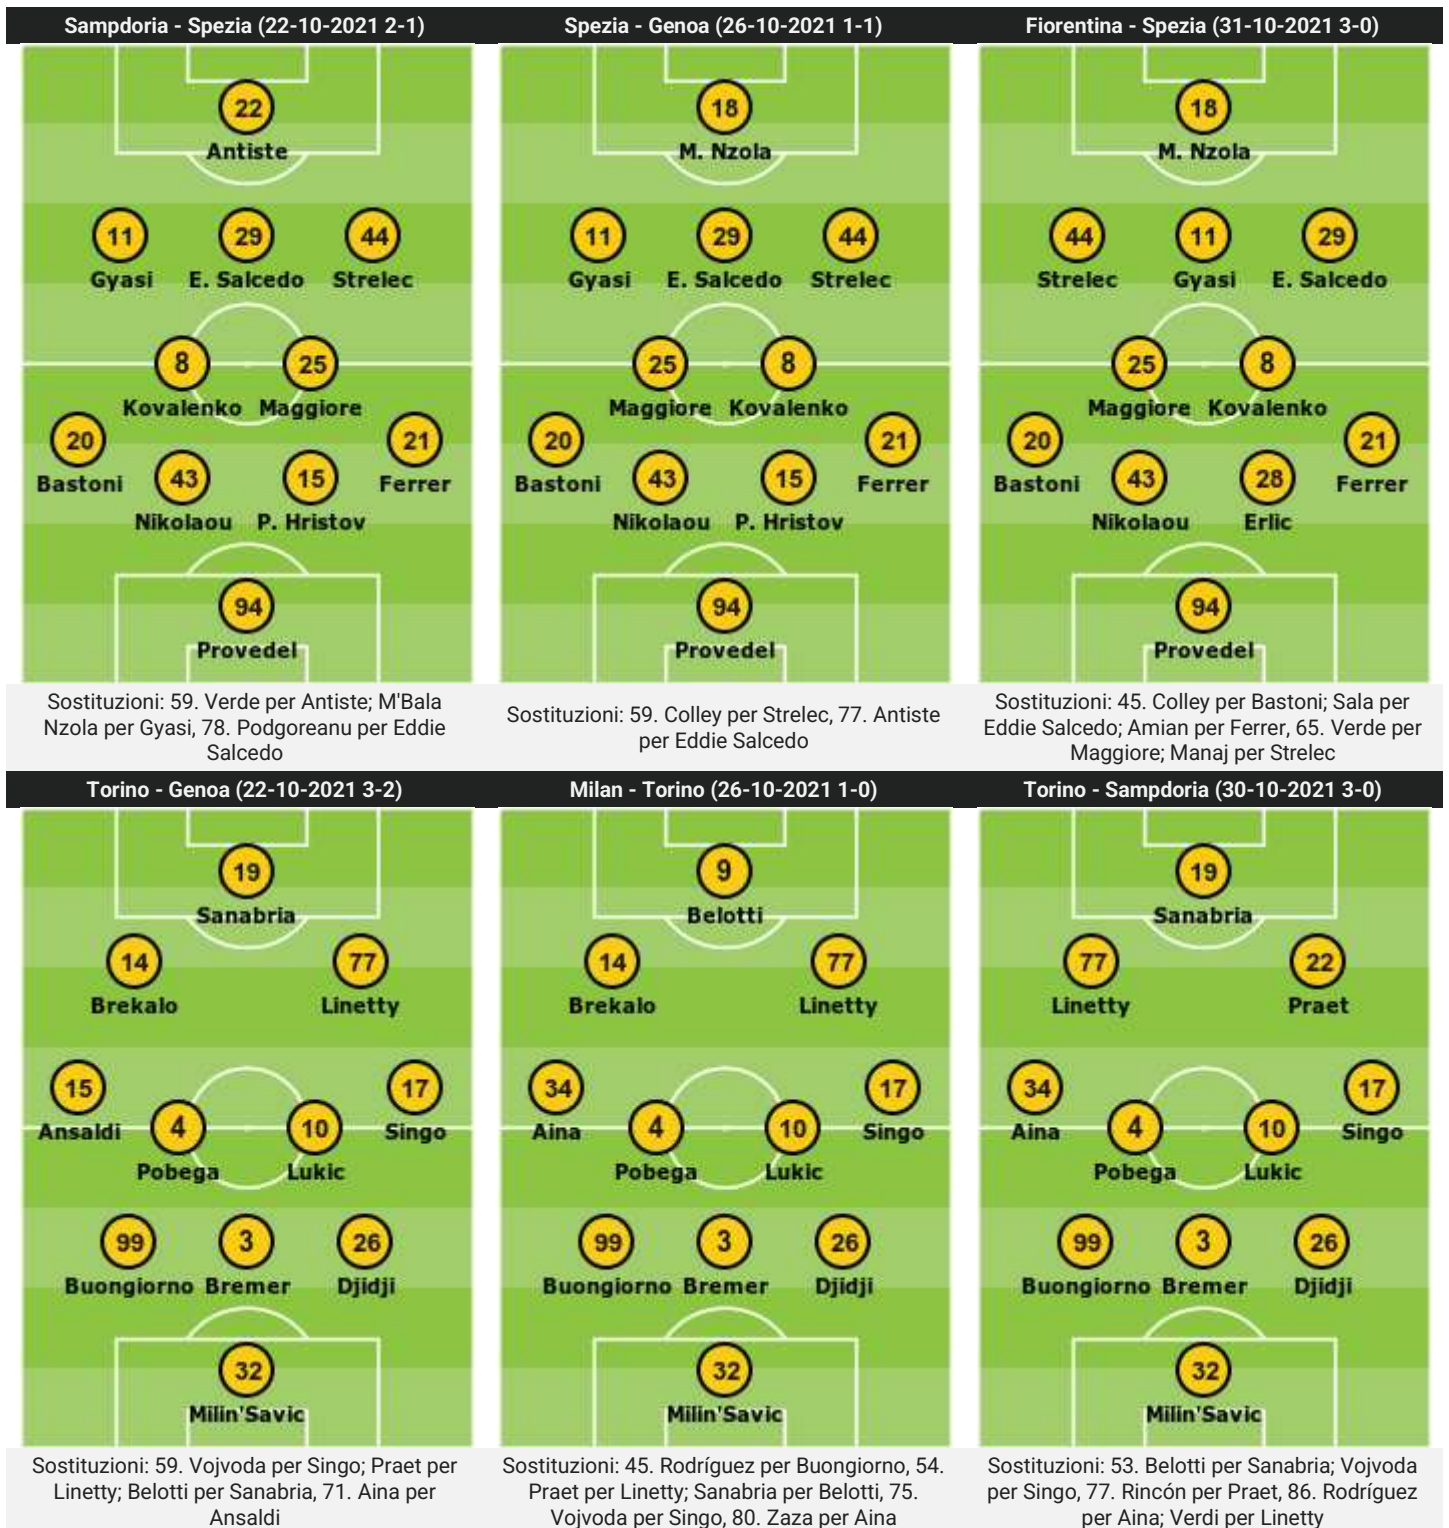 Sampdoria - Spezia (22-10-2021 2-1)
22
Antiste
11 29 44
Gyasi E. Salcedo Strelec
8 25
Kovalenko Maggiore
20 21
Bastoni Ferrer
43 15
Nikolaou P. Hristov
94
Provedel
Sostituzioni: 59. Verde per Antiste; M'Bala
Nzola per Gyasi, 78. Podgoreanu per Eddie
Salcedo
Spezia - Genoa (26-10-2021 1-1)
18
M. Nzola
11 29 44
Gyasi E. Salcedo Strelec
25 8
Maggiore Kovalenko
20 21
Bastoni Ferrer
43 15
Nikolaou P. Hristov
94
Provedel
Sostituzioni: 59. Colley per Strelec, 77. Antiste
per Eddie Salcedo
Fiorentina - Spezia (31-10-2021 3-0)
18
M. Nzola
44 11 29
Strelec Gyasi E. Salcedo
25 8
Maggiore Kovalenko
20 21
Bastoni Ferrer
43 28
Nikolaou Erlic
94
Provedel
Sostituzioni: 45. Colley per Bastoni; Sala per
Eddie Salcedo; Amian per Ferrer, 65. Verde per
Maggiore; Manaj per Strelec
Torino - Genoa (22-10-2021 3-2)
19
Sanabria
14 77
Brekalo Linetty
15 17
Ansaldi Singo
4 10
Pobega Lukic
99 3 26
Buongiorno Bremer Djidji
32
Milin'Savic
Sostituzioni: 59. Vojvoda per Singo; Praet per
Linetty; Belotti per Sanabria, 71. Aina per
Ansaldi
Milan - Torino (26-10-2021 1-0)
9
Belotti
14 77
Brekalo Linetty
34 17
Aina Singo
4 10
Pobega Lukic
99 3 26
Buongiorno Bremer Djidji
32
Milin'Savic
Sostituzioni: 45. Rodríguez per Buongiorno, 54.
Praet per Linetty; Sanabria per Belotti, 75.
Vojvoda per Singo, 80. Zaza per Aina
Torino - Sampdoria (30-10-2021 3-0)
19
Sanabria
77 22
Linetty Praet
34 17
Aina Singo
4 10
Pobega Lukic
99 3 26
Buongiorno Bremer Djidji
32
Milin'Savic
Sostituzioni: 53. Belotti per Sanabria; Vojvoda
per Singo, 77. Rincón per Praet, 86. Rodríguez
per Aina; Verdi per Linetty